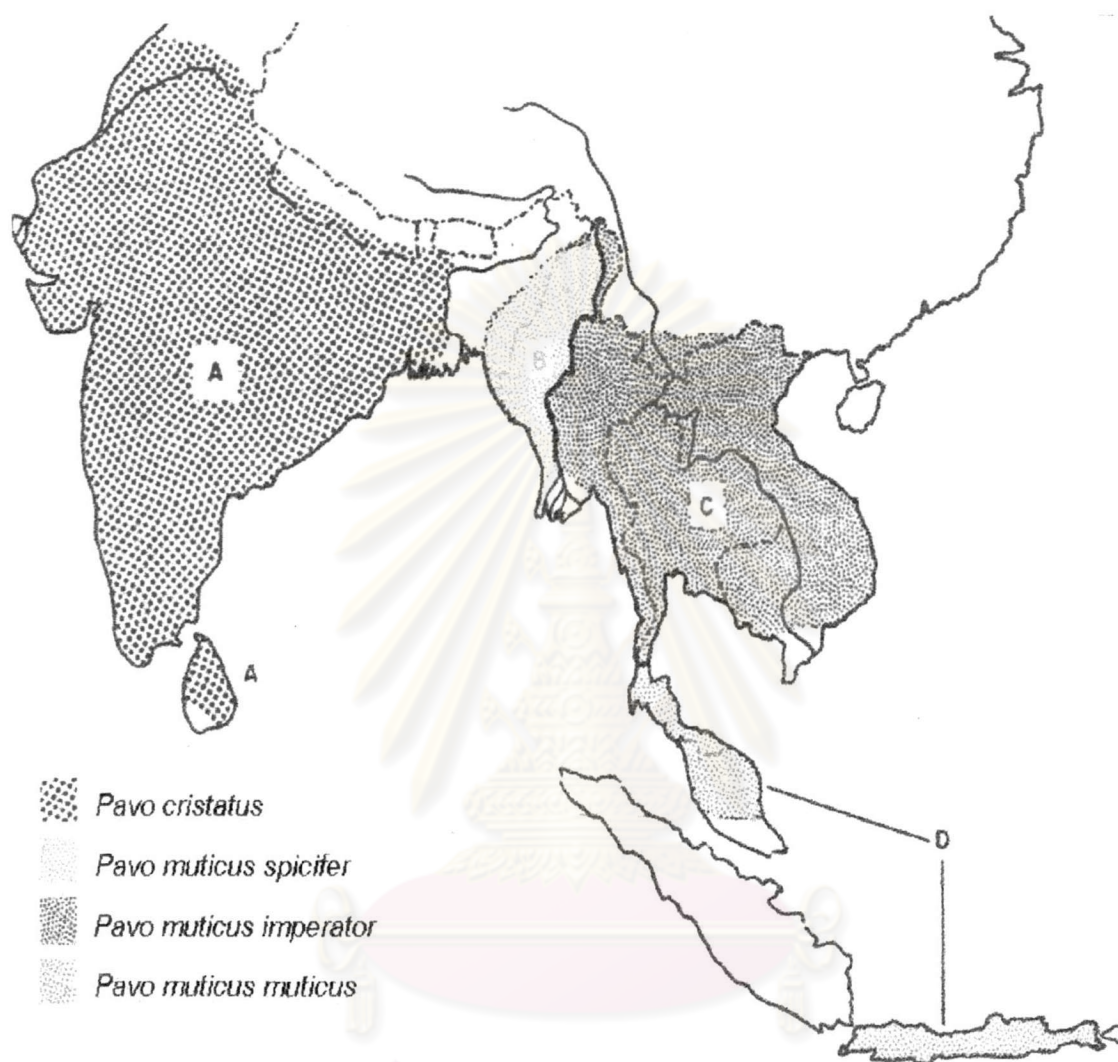 A
B
C
A
D
Pavo cristatus
Pavo muticus spicifer
Pavo muticus imperator
Pavo muticus muticus